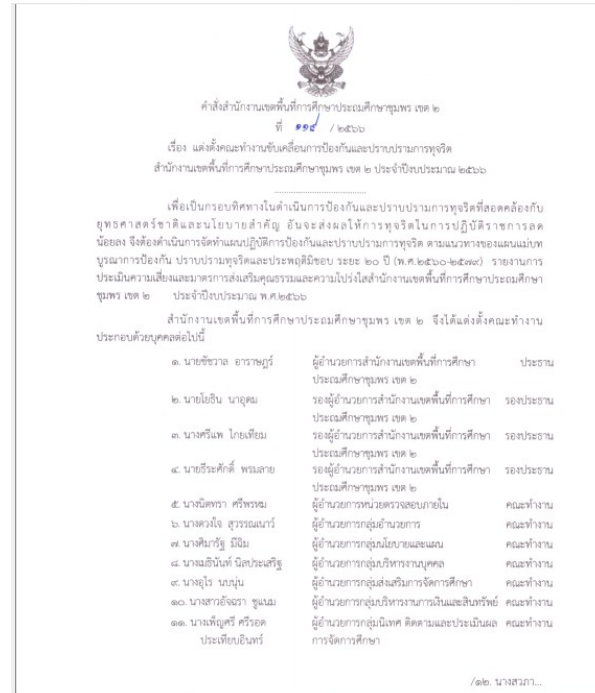 คำสั่งสำนักงานเขตพื้นที่การศึกษาประถมศึกษาชุมพร เขต ๒
ที่ ๑๑๙ / ๒๕๖๖
เรื่อง แต่งตั้งคณะทำงานขับเคลื่อนการป้องกันและปราบปรามการทุจริต
สำนักงานเขตพื้นที่การศึกษาประถมศึกษาชุมพร เขต ๒ ประจำปีงบประมาณ ๒๕๖๖
เพื่อเป็นกรอบทิศทางในดำเนินการป้องกันและปราบปรามการทุจริตที่สอดคล้องกับ
ยุทธศาสตร์ชาติและนโยบายสำคัญ อันจะส่งผลให้การทุจริตในการปฏิบัติราชการลด
น้อยลง จึงต้องดำเนินการจัดทำแผนปฏิบัติการป้องกันและปราบปรามการทุจริต ตามแนวทางของแผนแม่บท
บูรณาการป้องกัน ปราบปรามทุจริตและประพฤติมิชอบ ระยะ ๒๐ ปี (พ.ศ.๒๕๖๐-๒๕๗๙) รายงานการ
ประเมินความเสี่ยงและมาตรการส่งเสริมคุณธรรมและความโปร่งใสสำนักงานเขตพื้นที่การศึกษาประถมศึกษา
ชุมพร เขต ๒ ประจำปีงบประมาณ พ.ศ.๒๕๖๖
สำนักงานเขตพื้นที่การศึกษาประถมศึกษาชุมพร เขต ๒ จึงได้แต่งตั้งคณะทำงาน
ประกอบด้วยบุคคลต่อไปนี้
๑. นายชัชวาล อาราษฎร์ ผู้อำนวยการสำนักงานเขตพื้นที่การศึกษา ประธาน
ประถมศึกษาชุมพร เขต ๒
๒. นายโยธิน นาอุดม รองผู้อำนวยการสำนักงานเขตพื้นที่การศึกษา รองประธาน
ประถมศึกษาชุมพร เขต ๒
๓. นางศรีแพ ไกยเทียม รองผู้อำนวยการสำนักงานเขตพื้นที่การศึกษา รองประธาน
ประถมศึกษาชุมพร เขต ๒
๔. นายธีระศักดิ์ พรมลาย รองผู้อำนวยการสำนักงานเขตพื้นที่การศึกษา รองประธาน
ประถมศึกษาชุมพร เขต ๒
๕. นางนิตทรา ศรีพรหม ผู้อำนวยการหน่วยตรวจสอบภายใน คณะทำงาน
๖. นางดวงใจ สุวรรณเนาว์ ผู้อำนวยการกลุ่มอำนวยการ คณะทำงาน
๗. นางศิมารัฐ มีฉิม ผู้อำนวยการกลุ่มนโยบายและแผน คณะทำงาน
๘. นางเมธินันท์ นิลประเสริฐ ผู้อำนวยการกลุ่มบริหารงานบุคคล คณะทำงาน
๙. นางอุไร นบนุ่น ผู้อำนวยการกลุ่มส่งเสริมการจัดการศึกษา คณะทำงาน
๑๐. นางสาวอัจฉรา ชูแนม ผู้อำนวยการกลุ่มบริหารงานการเงินและสินทรัพย์ คณะทำงาน
๑๑. นางเพ็ญศรี ศรีรอด ผู้อำนวยการกลุ่มนิเทศ ติดตามและประเมินผล คณะทำงาน
ประเทียบอินทร์ การจัดการศึกษา
/๑๒. นางสวภา...